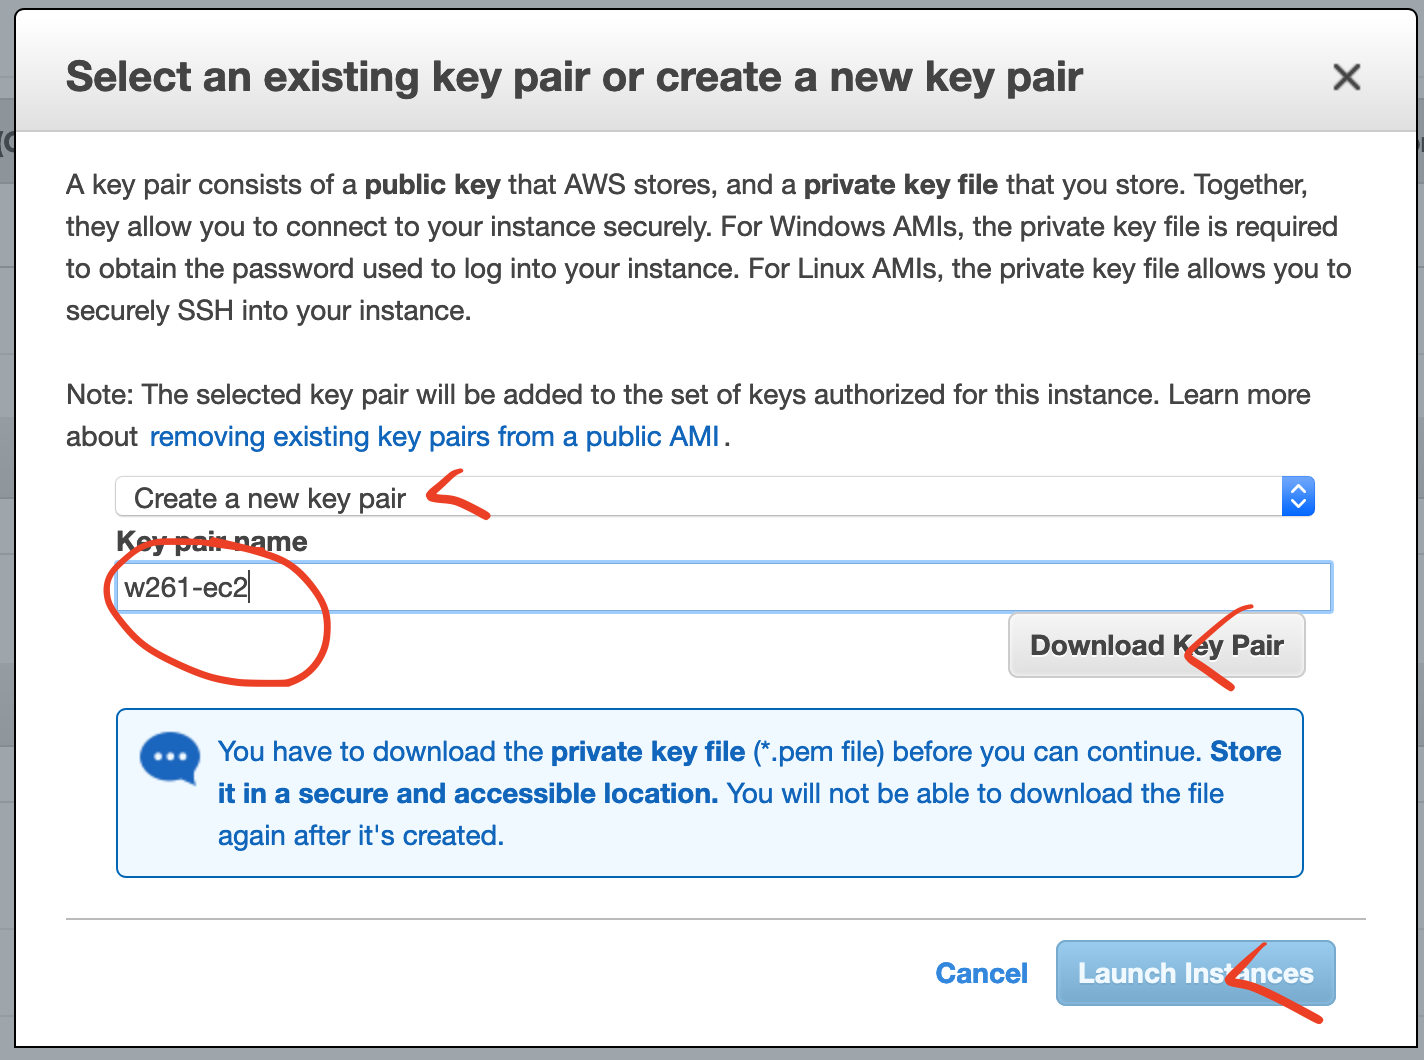 Select an existing key pair or create a new key pair
A key pair consists of a public key that AWS stores, and a private key file that you store. Together,
they allow you to connect to your instance securely. For Windows AMIs, the private key file is required
to obtain the password used to log into your instance. For Linux AMIs, the private key file allows you to
securely SSH into your instance.
Note: The selected key pair will be added to the set of keys authorized for this instance. Learn more
about removing existing key pairs from a public AMI .
Create a new key pair
Key pair name
w261-ec2
Download Key Pair
You have to download the private key file (*.pem file) before you can continue. Store
it in a secure and accessible location. You will not be able to download the file
again after it's created.
Cancel
Launch Instances